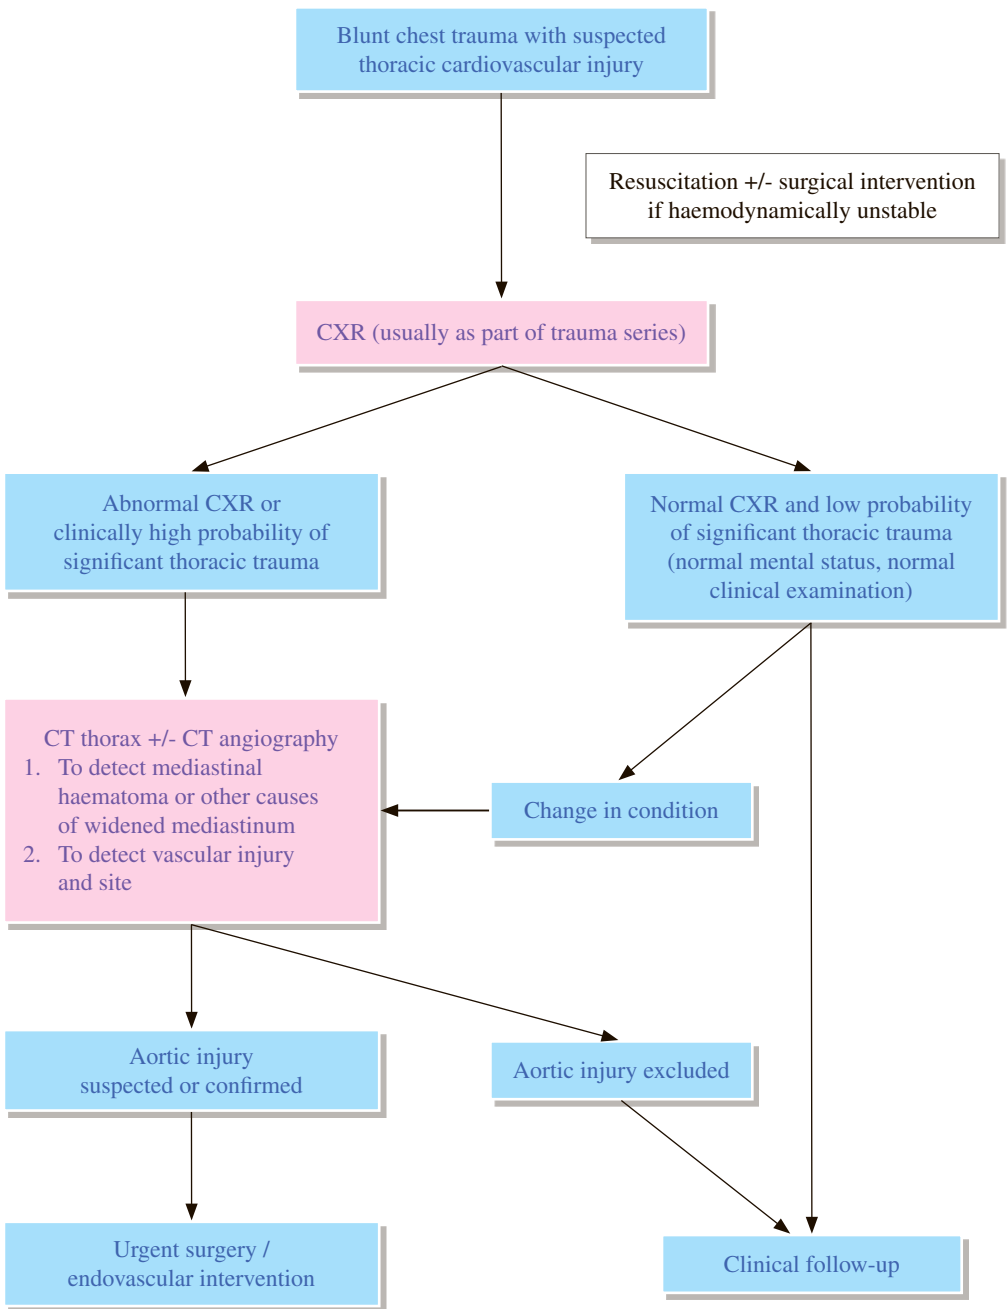 Blunt chest trauma with suspected
thoracic cardiovascular injury
Resuscitation +/- surgical intervention
if haemodynamically unstable
CXR (usually as part of trauma series)
Abnormal CXR or
clinically high probability of
significant thoracic trauma
Normal CXR and low probability
of significant thoracic trauma
(normal mental status, normal
clinical examination)
CT thorax +/- CT angiography
1. To detect mediastinal
haematoma or other causes
of widened mediastinum
2. To detect vascular injury
and site
Change in condition
Aortic injury
suspected or confirmed
Aortic injury excluded
Urgent surgery /
endovascular intervention
Clinical follow-up